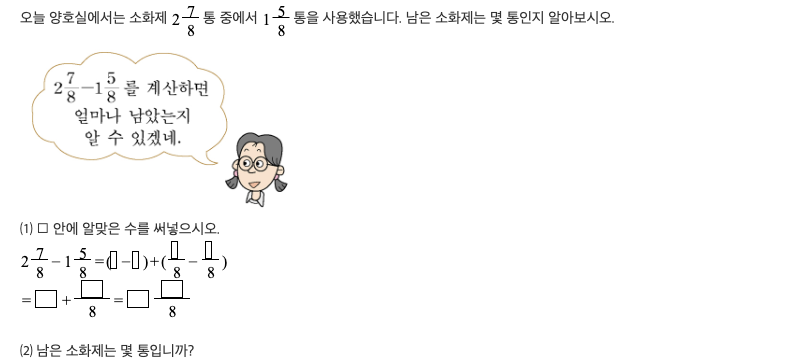 오늘 양호실에서는 소화제 2 7/8 통 중에서 1 5/8 통을 사용했습니다. 남은 소화제는 몇 통인지 알아보시오.
2 7/8 − 1 5/8 를 계산하면
얼마나 남았는지
알 수 있겠네.
(1) □ 안에 알맞은 수를 써넣으시오.
2 7/8 − 1 5/8 = (□ − □) + (□/8 − □/8)
= □ + □/8 = □ □/8
(2) 남은 소화제는 몇 통입니까?